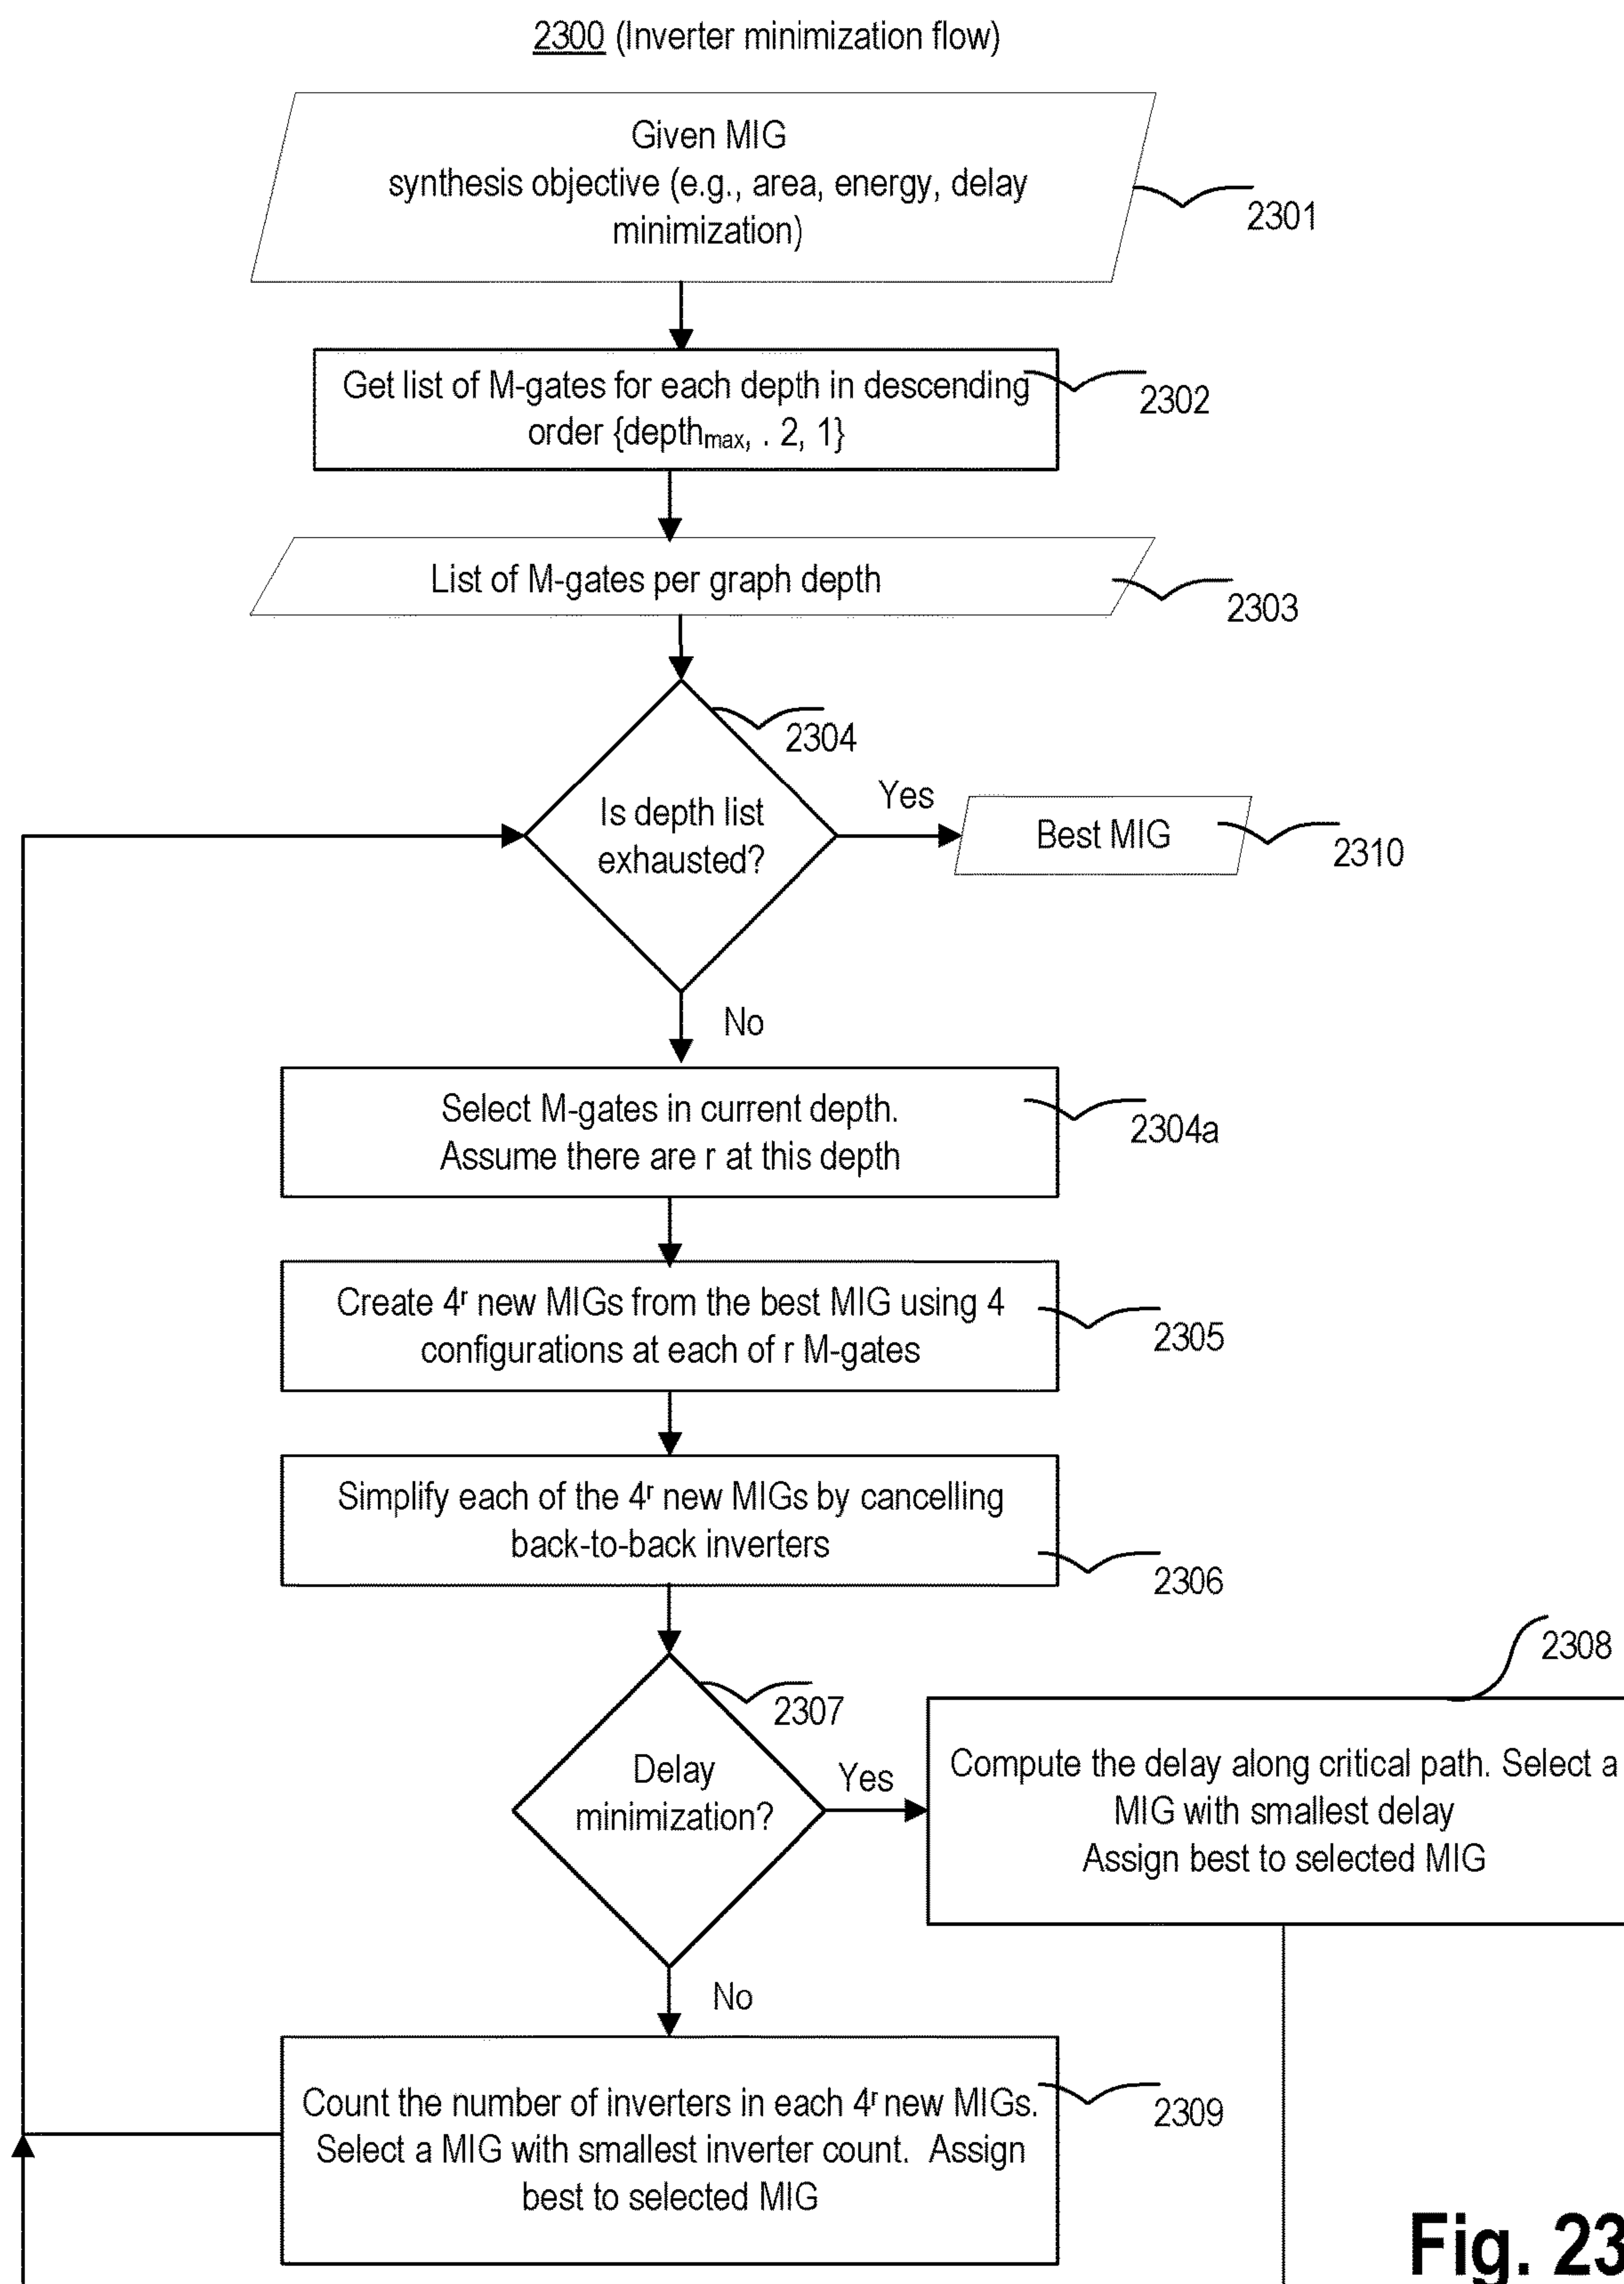 2300 (Inverter minimization flow)
Given MIG
synthesis objective (e.g., area, energy, delay
minimization)
2301
Get list of M-gates for each depth in descending
order {depthmax, . 2, 1}
2302
List of M-gates per graph depth
2303
2304
Is depth list
exhausted?
Yes
Best MIG
2310
No
Select M-gates in current depth.
Assume there are r at this depth
2304a
Create 4ʳ new MIGs from the best MIG using 4
configurations at each of r M-gates
2305
Simplify each of the 4ʳ new MIGs by cancelling
back-to-back inverters
2306
2307
Delay
minimization?
Yes
2308
Compute the delay along critical path. Select a
MIG with smallest delay
Assign best to selected MIG
No
Count the number of inverters in each 4ʳ new MIGs.
Select a MIG with smallest inverter count.  Assign
best to selected MIG
2309
Fig. 23